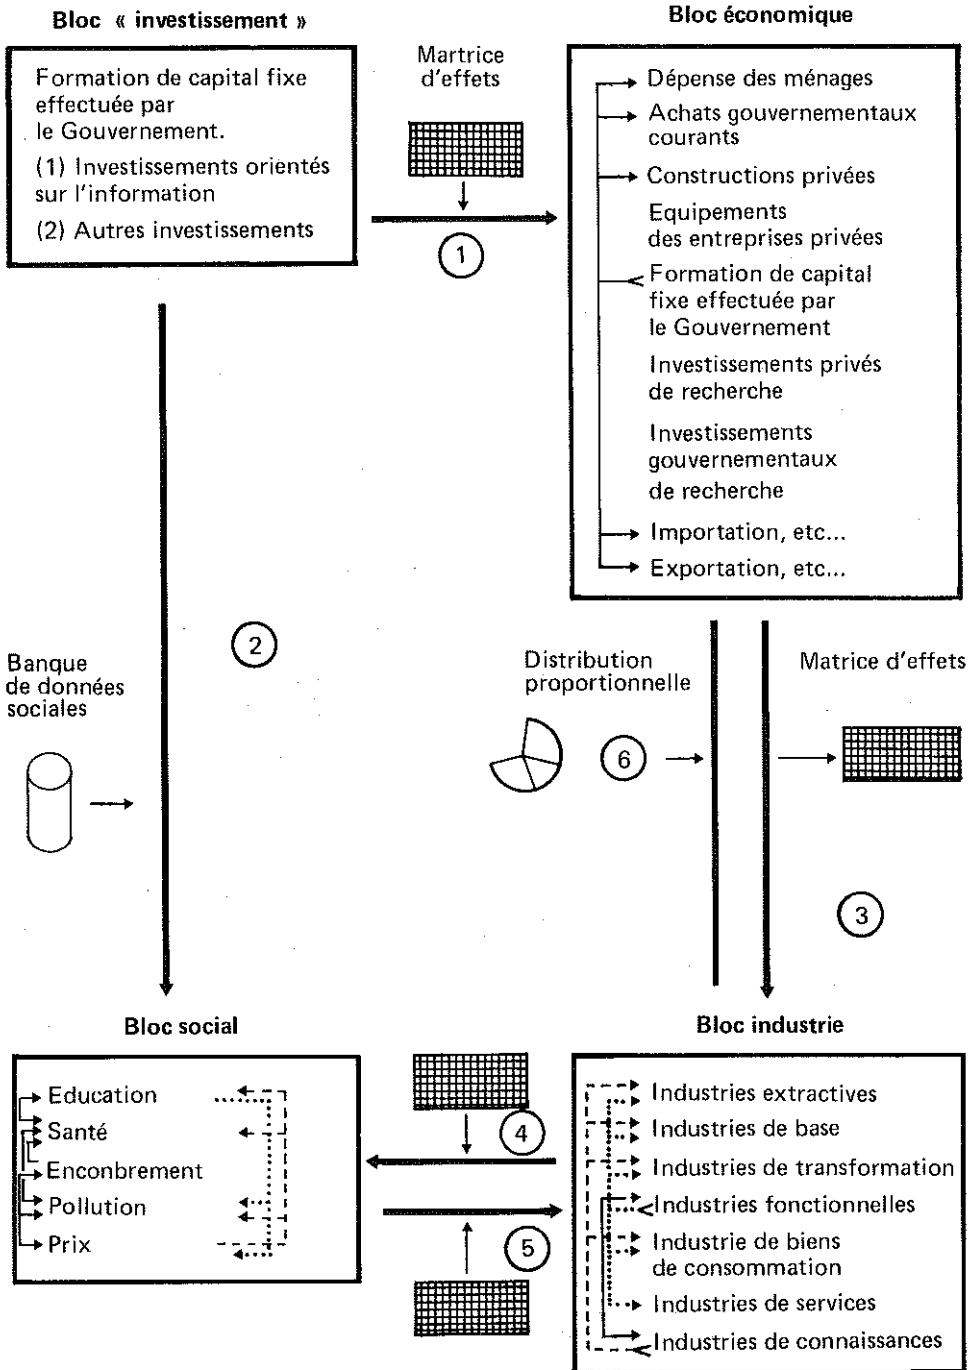 Bloc « investissement »
Formation de capital fixe
effectuée par
le Gouvernement.
(1) Investissements orientés
sur l'information
(2) Autres investissements
Martrice
d'effets
1
Bloc économique
Dépense des ménages
Achats gouvernementaux
courants
Constructions privées
Equipements
des entreprises privées
Formation de capital
fixe effectuée par
le Gouvernement
Investissements privés
de recherche
Investissements
gouvernementaux
de recherche
Importation, etc...
Exportation, etc...
2
Banque
de données
sociales
Distribution
proportionnelle
6
Matrice d'effets
3
Bloc social
Education
Santé
Enconbrement
Pollution
Prix
4
5
Bloc industrie
Industries extractives
Industries de base
Industries de transformation
Industries fonctionnelles
Industrie de biens
de consommation
Industries de services
Industries de connaissances